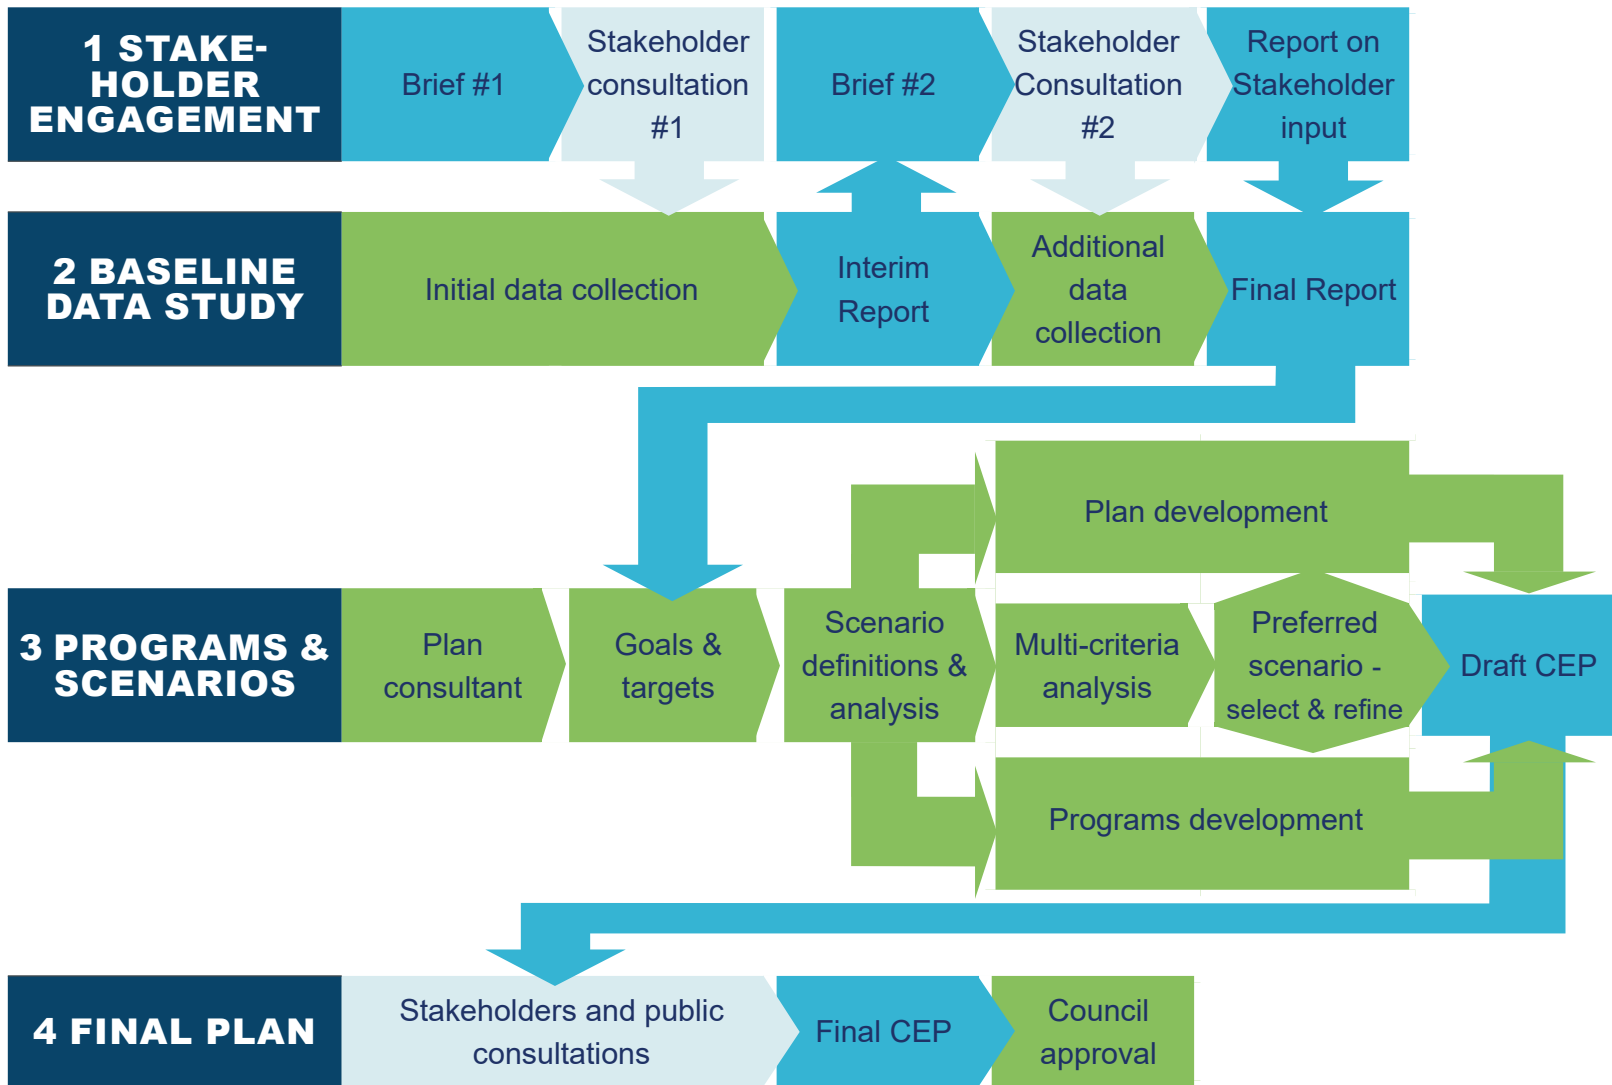 1 STAKE-
HOLDER
ENGAGEMENT
Brief #1
Stakeholder
consultation
#1
Brief #2
Stakeholder
Consultation
#2
Report on
Stakeholder
input
2 BASELINE
DATA STUDY
Initial data collection
Interim
Report
Additional
data
collection
Final Report
Plan development
3 PROGRAMS &
SCENARIOS
Plan
consultant
Goals &
targets
Scenario
definitions &
analysis
Multi-criteria
analysis
Preferred
scenario -
select & refine
Draft CEP
Programs development
4 FINAL PLAN
Stakeholders and public
consultations
Final CEP
Council
approval